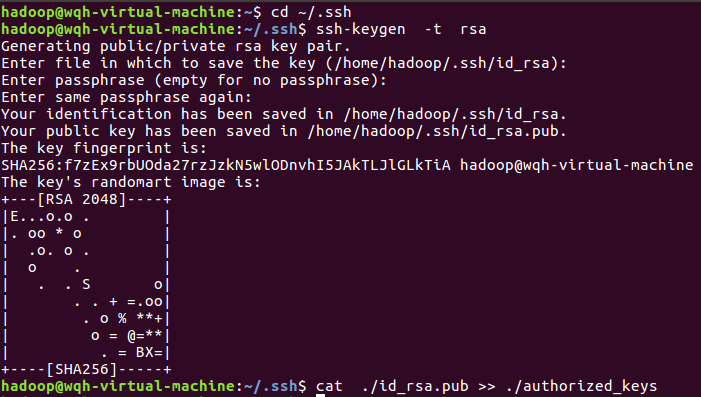 hadoop@wqh-virtual-machine:~$ cd ~/.ssh
hadoop@wqh-virtual-machine:~/.ssh$ ssh-keygen  -t  rsa
Generating public/private rsa key pair.
Enter file in which to save the key (/home/hadoop/.ssh/id_rsa):
Enter passphrase (empty for no passphrase):
Enter same passphrase again:
Your identification has been saved in /home/hadoop/.ssh/id_rsa.
Your public key has been saved in /home/hadoop/.ssh/id_rsa.pub.
The key fingerprint is:
SHA256:f7zEx9rbUOda27rzJzkN5wlODnvhI5JAkTLJlGLkTiA hadoop@wqh-virtual-machine
The key's randomart image is:
+---[RSA 2048]----+
|E...o.o .        |
|. oo * o         |
|  .o. o .        |
|  o    .         |
|   .  . S       o|
|       . . + =.oo|
|        . o % **+|
|         o = @=**|
|          . = BX=|
+----[SHA256]-----+
hadoop@wqh-virtual-machine:~/.ssh$ cat  ./id_rsa.pub >> ./authorized_keys